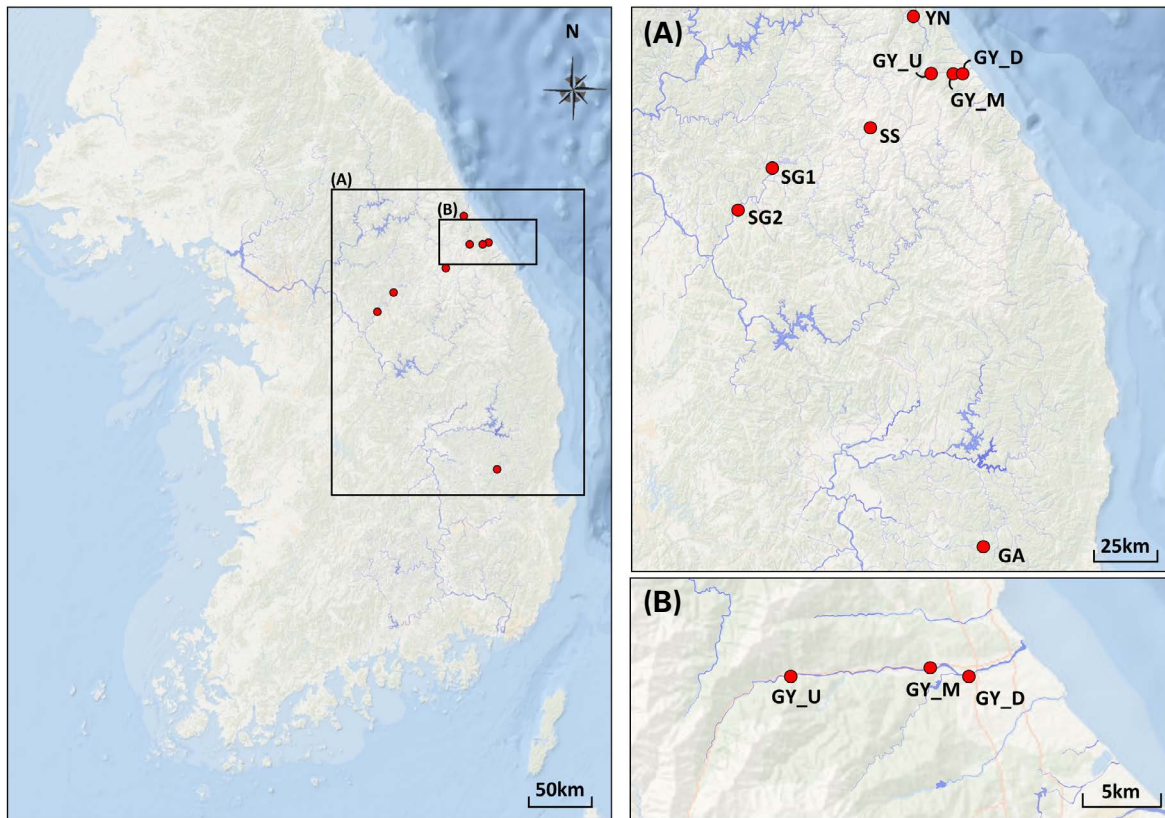 N
(A)
(B)
50km
(A)
YN
GY_U
GY_D
GY_M
SS
SG1
SG2
GA
25km
(B)
GY_U
GY_M
GY_D
5km